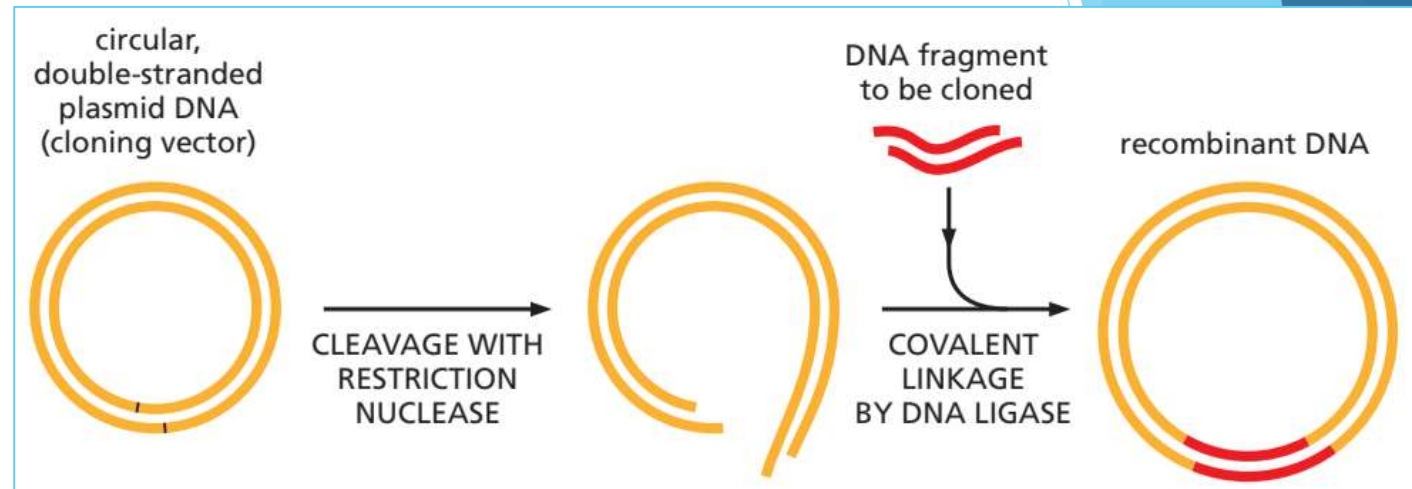 circular,
double-stranded
plasmid DNA
(cloning vector)
CLEAVAGE WITH
RESTRICTION
NUCLEASE
DNA fragment
to be cloned
COVALENT
LINKAGE
BY DNA LIGASE
recombinant DNA